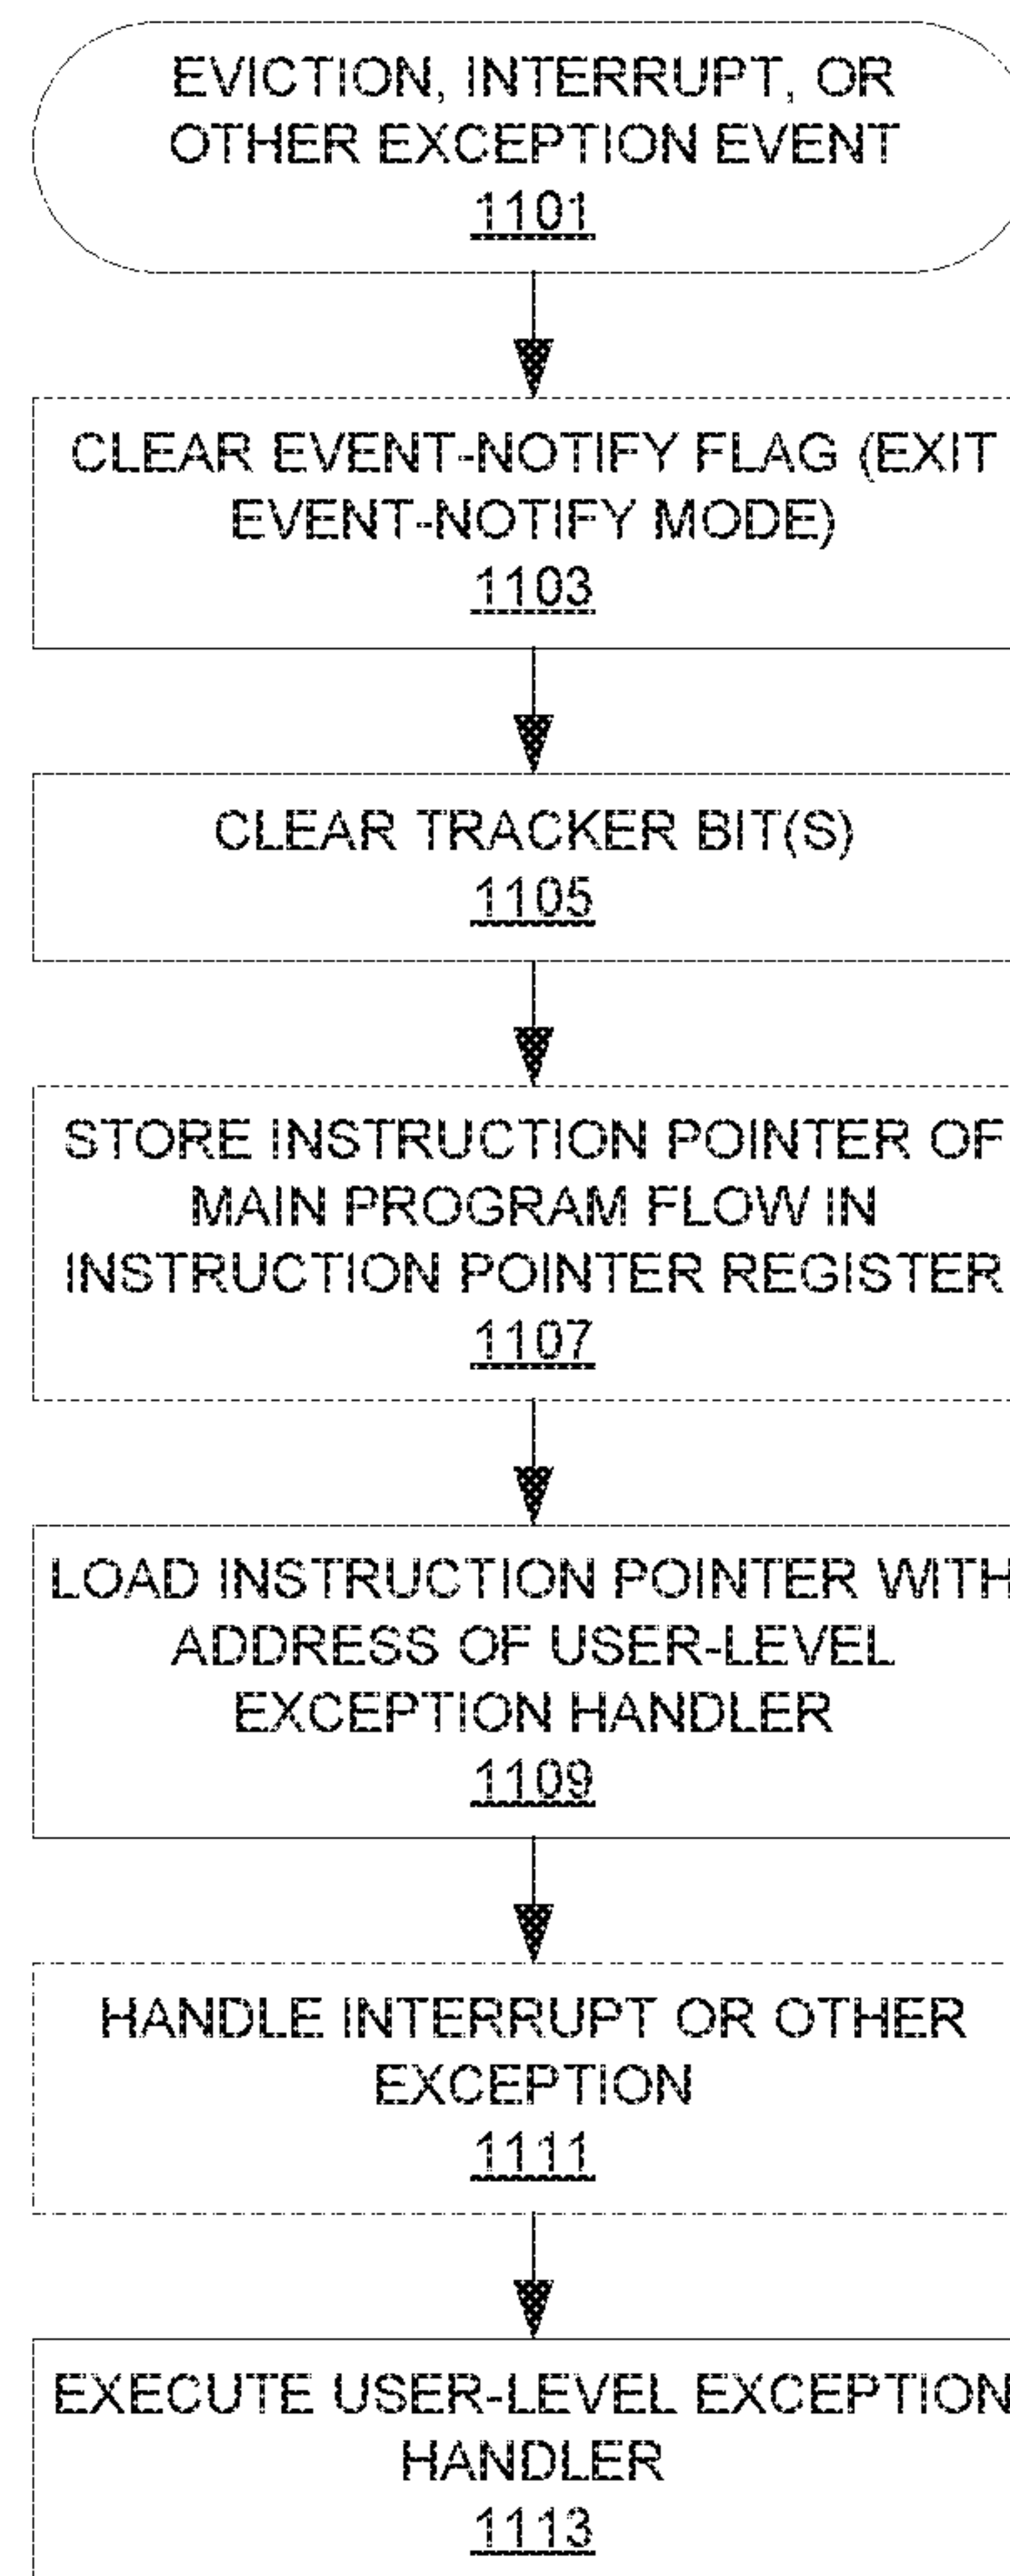 EVICTION, INTERRUPT, OR
OTHER EXCEPTION EVENT
1101
CLEAR EVENT-NOTIFY FLAG (EXIT
EVENT-NOTIFY MODE)
1103
CLEAR TRACKER BIT(S)
1105
STORE INSTRUCTION POINTER OF
MAIN PROGRAM FLOW IN
INSTRUCTION POINTER REGISTER
1107
LOAD INSTRUCTION POINTER WITH
ADDRESS OF USER-LEVEL
EXCEPTION HANDLER
1109
HANDLE INTERRUPT OR OTHER
EXCEPTION
1111
EXECUTE USER-LEVEL EXCEPTION
HANDLER
1113